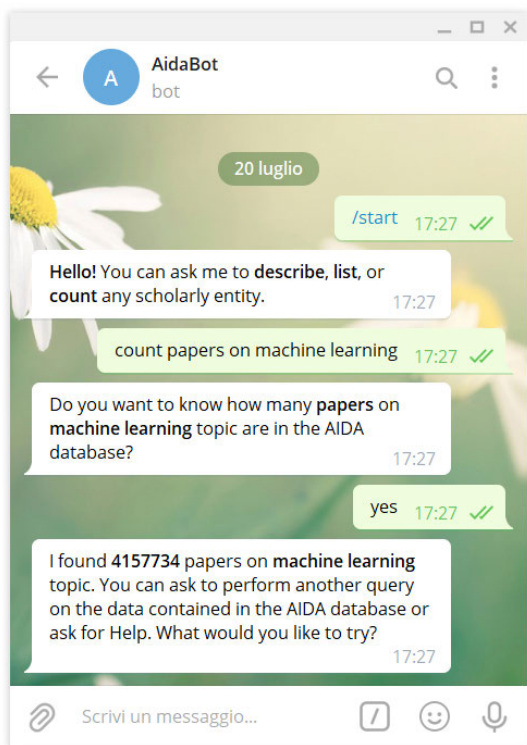 A
AidaBot
bot
20 luglio
/start 17:27
Hello! You can ask me to describe, list, or
count any scholarly entity.
17:27
count papers on machine learning 17:27
Do you want to know how many papers on
machine learning topic are in the AIDA
database?
17:27
yes 17:27
I found 4157734 papers on machine learning
topic. You can ask to perform another query
on the data contained in the AIDA database or
ask for Help. What would you like to try?
17:27
Scrivi un messaggio...